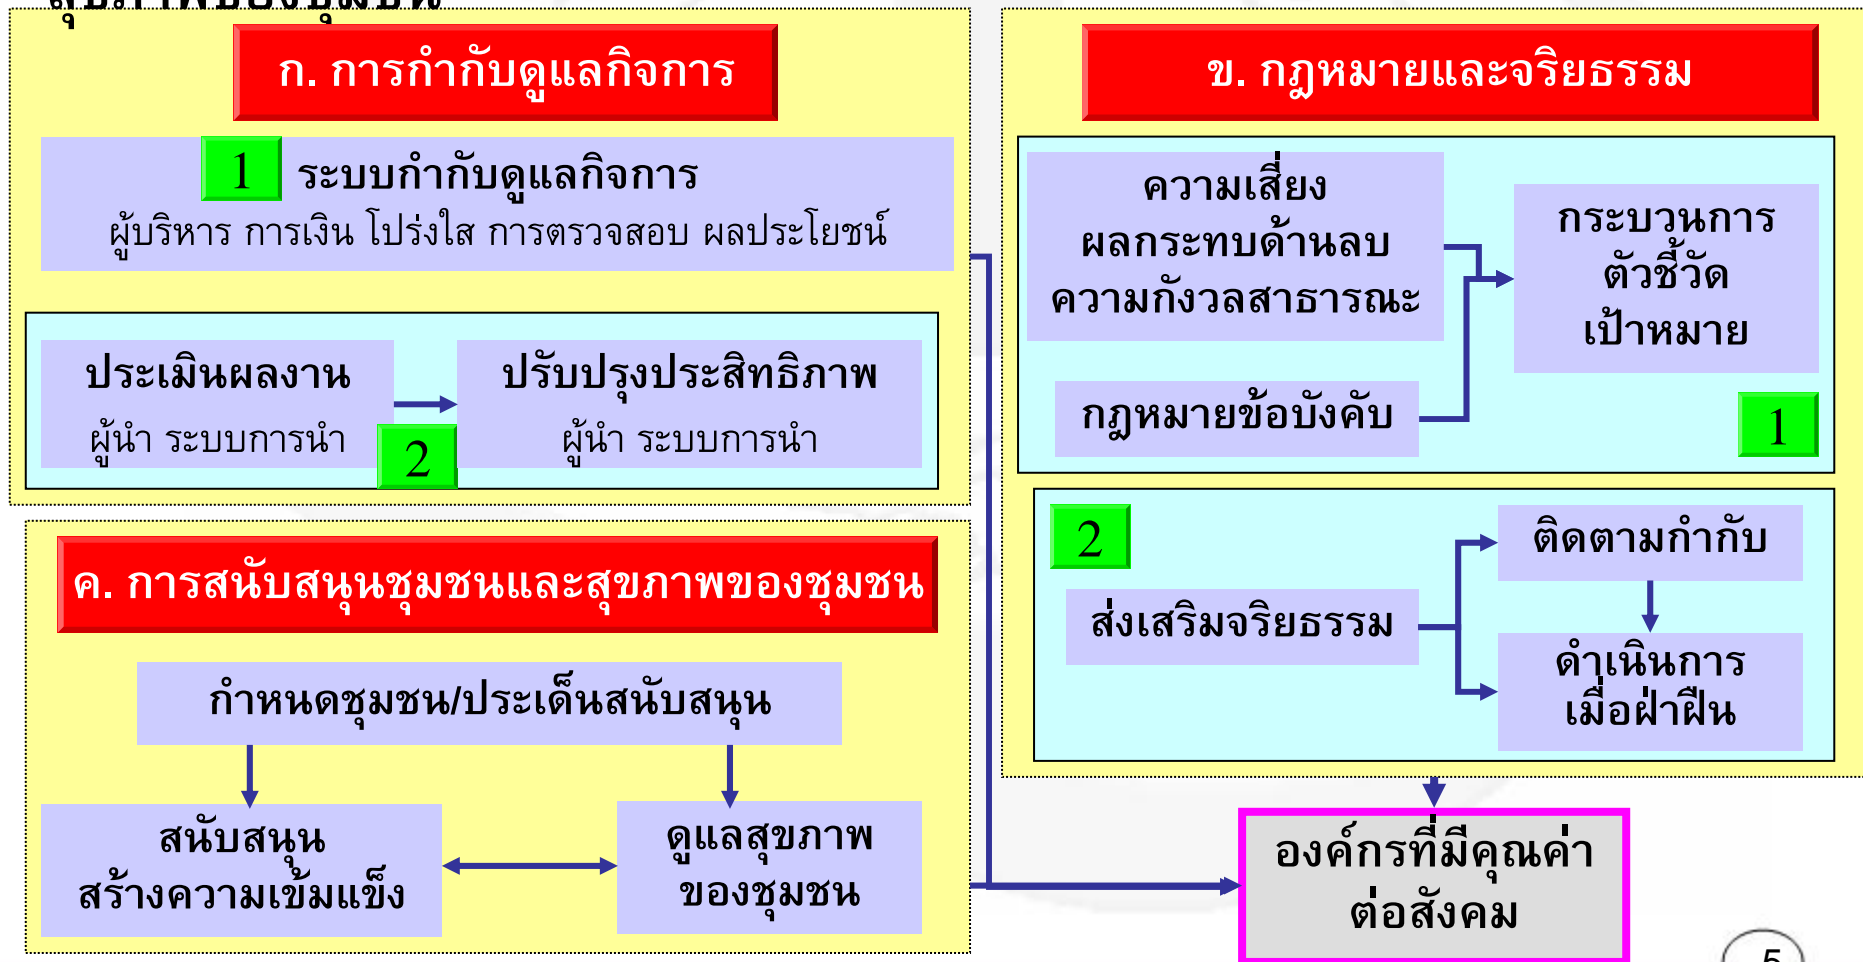 สุขภาพของชุมชน
ก. การกำกับดูแลกิจการ
1 ระบบกำกับดูแลกิจการ
ผู้บริหาร การเงิน โปร่งใส การตรวจสอบ ผลประโยชน์
ประเมินผลงาน
ผู้นำ ระบบการนำ
2
ปรับปรุงประสิทธิภาพ
ผู้นำ ระบบการนำ
ข. กฎหมายและจริยธรรม
ความเสี่ยง
ผลกระทบด้านลบ
ความกังวลสาธารณะ
กฎหมายข้อบังคับ
กระบวนการ
ตัวชี้วัด
เป้าหมาย
1
2
ส่งเสริมจริยธรรม
ติดตามกำกับ
ดำเนินการ
เมื่อฝ่าฝืน
ค. การสนับสนุนชุมชนและสุขภาพของชุมชน
กำหนดชุมชน/ประเด็นสนับสนุน
สนับสนุน
สร้างความเข้มแข็ง
ดูแลสุขภาพ
ของชุมชน
องค์กรที่มีคุณค่า
ต่อสังคม
5